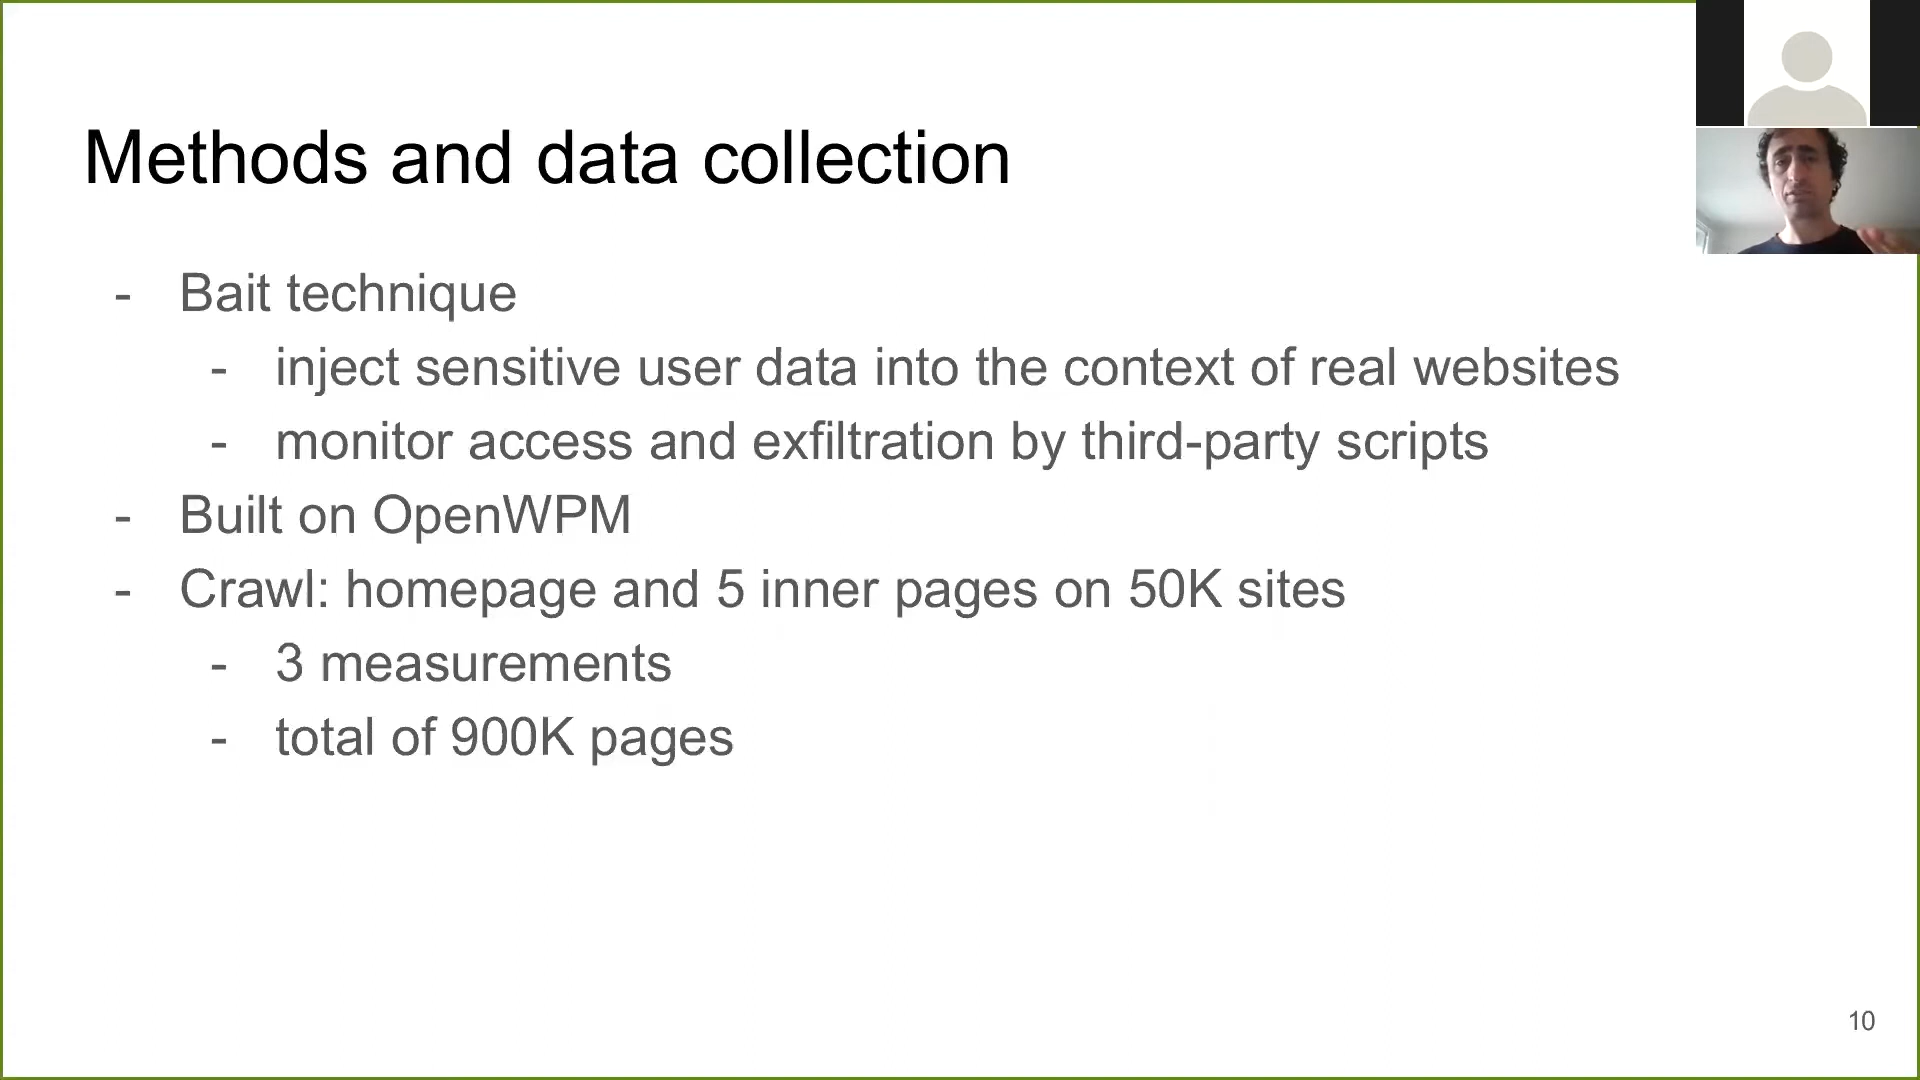 Methods and data collection
- Bait technique
- inject sensitive user data into the context of real websites
- monitor access and exfiltration by third-party scripts
- Built on OpenWPM
- Crawl: homepage and 5 inner pages on 50K sites
- 3 measurements
- total of 900K pages
10